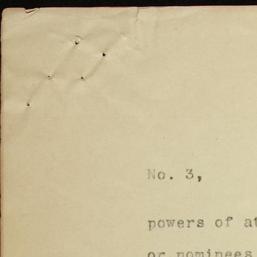 No. 3,
powers of at
or nominees